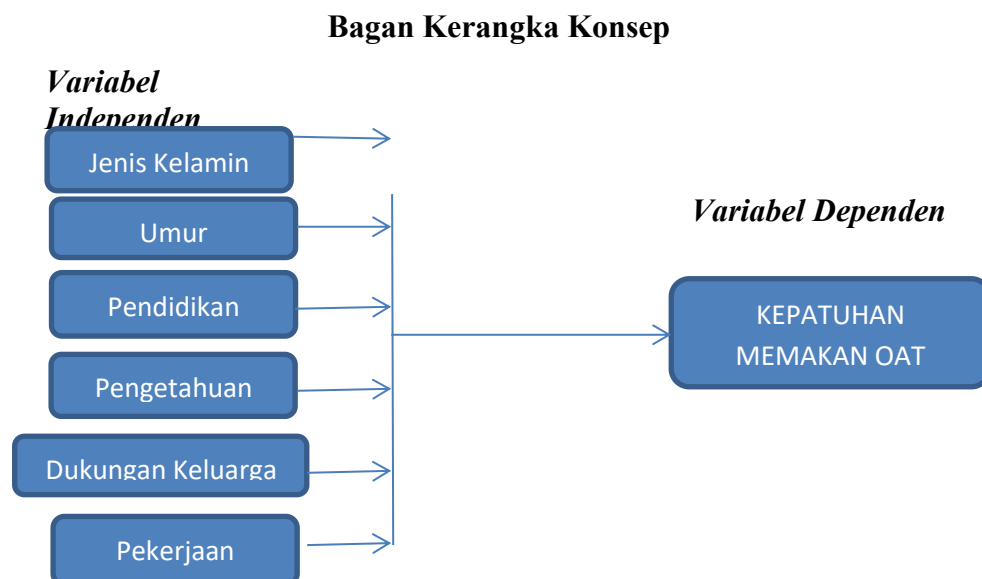 Bagan Kerangka Konsep
Variabel
Independen
Jenis Kelamin
Umur
Pendidikan
Pengetahuan
Dukungan Keluarga
Pekerjaan
Variabel Dependen
KEPATUHAN
MEMAKAN OAT